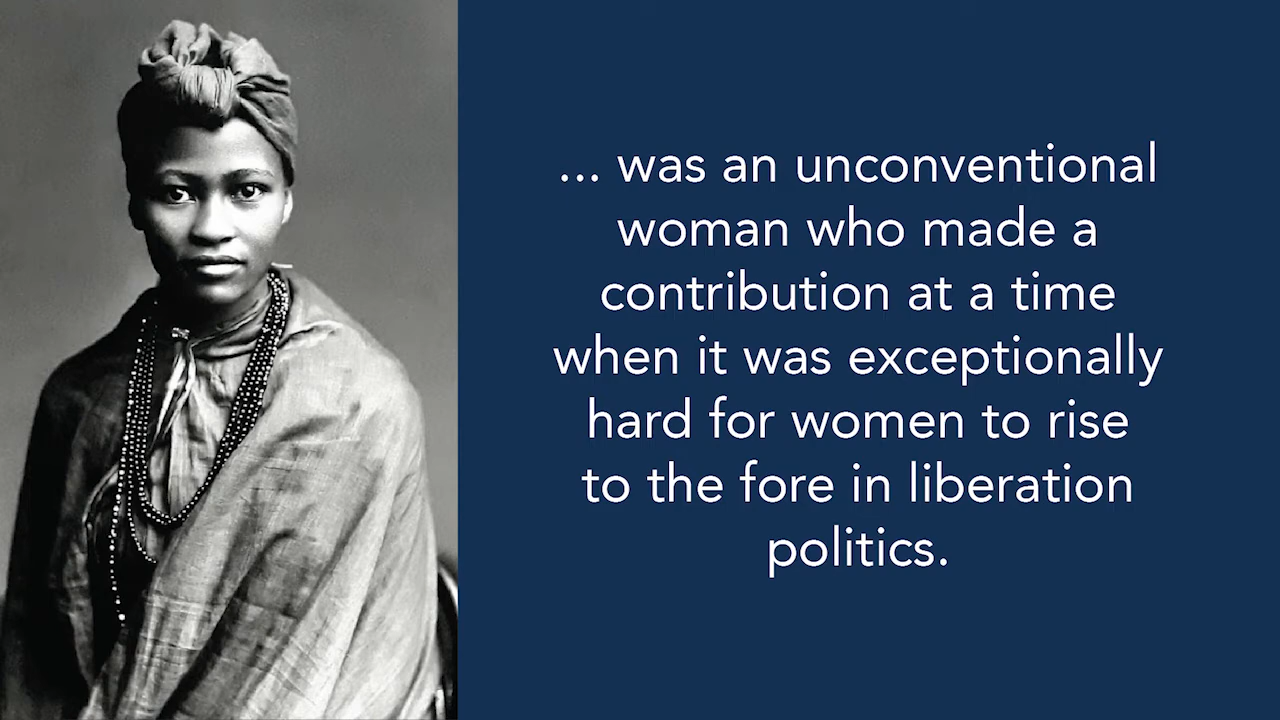 ... was an unconventional
woman who made a
contribution at a time
when it was exceptionally
hard for women to rise
to the fore in liberation
politics.